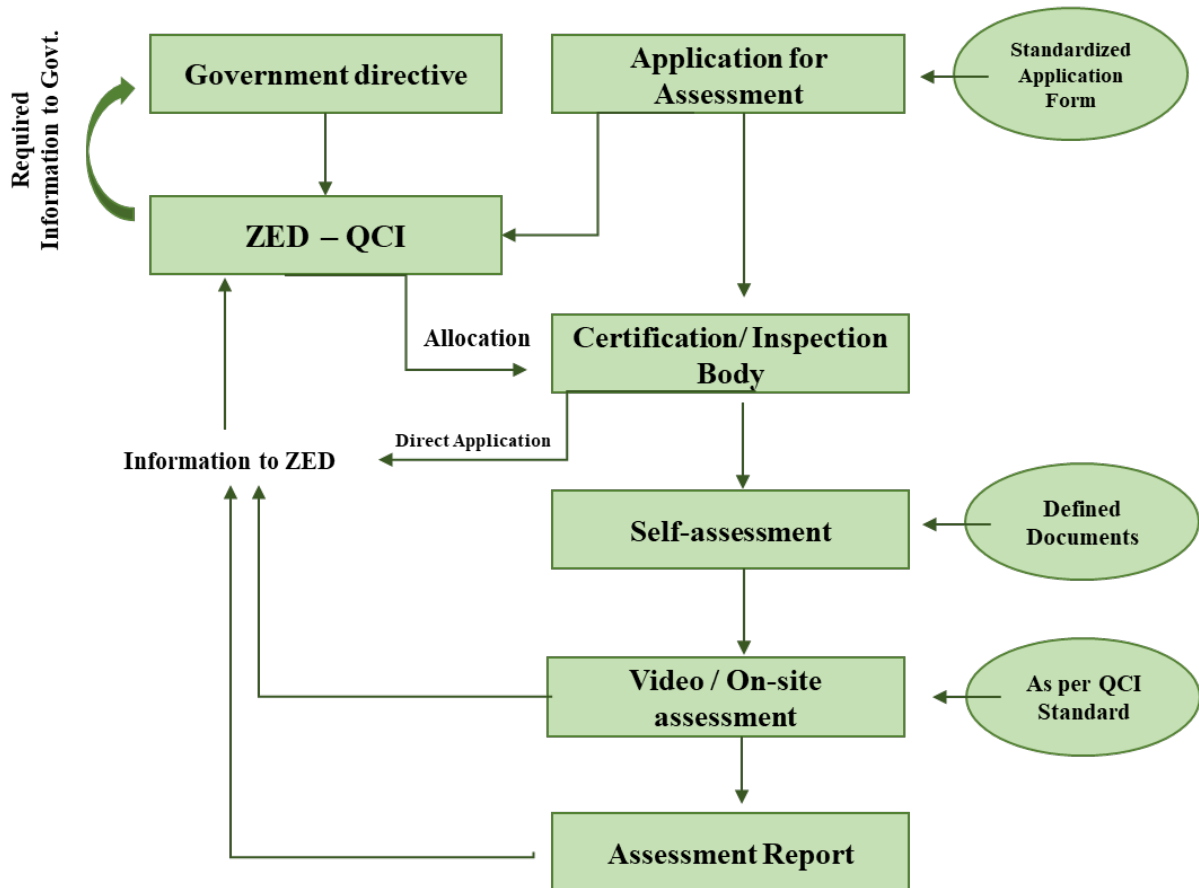 Required
Information to Govt.
Government directive
Application for
Assessment
Standardized
Application
Form
ZED – QCI
Allocation
Certification/ Inspection
Body
Direct Application
Information to ZED
Self-assessment
Defined
Documents
Video / On-site
assessment
As per QCI
Standard
Assessment Report